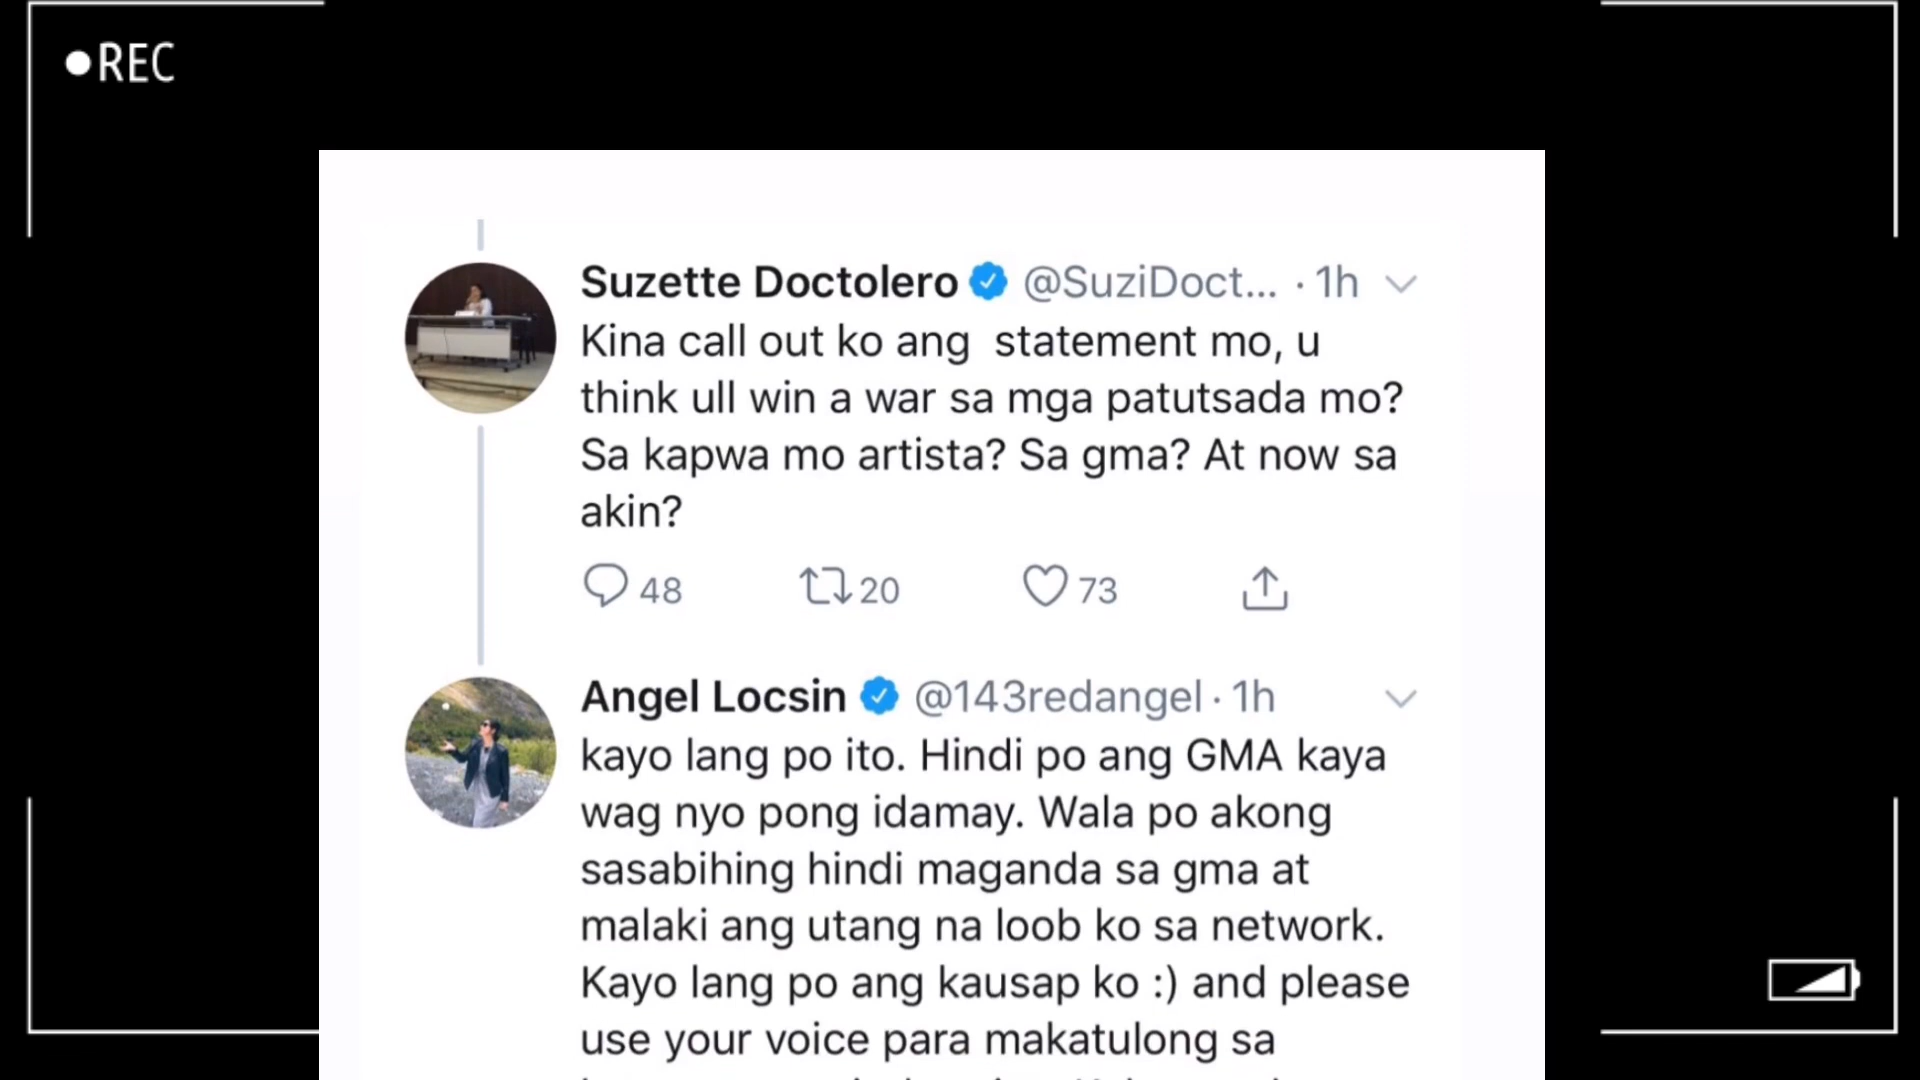 REC
Suzette Doctolero @SuziDoct... · 1h
Kina call out ko ang statement mo, u
think ull win a war sa mga patutsada mo?
Sa kapwa mo artista? Sa gma? At now sa
akin?
48 20 73
Angel Locsin @143redangel · 1h
kayo lang po ito. Hindi po ang GMA kaya
wag nyo pong idamay. Wala po akong
sasabihing hindi maganda sa gma at
malaki ang utang na loob ko sa network.
Kayo lang po ang kausap ko :) and please
use your voice para makatulong sa